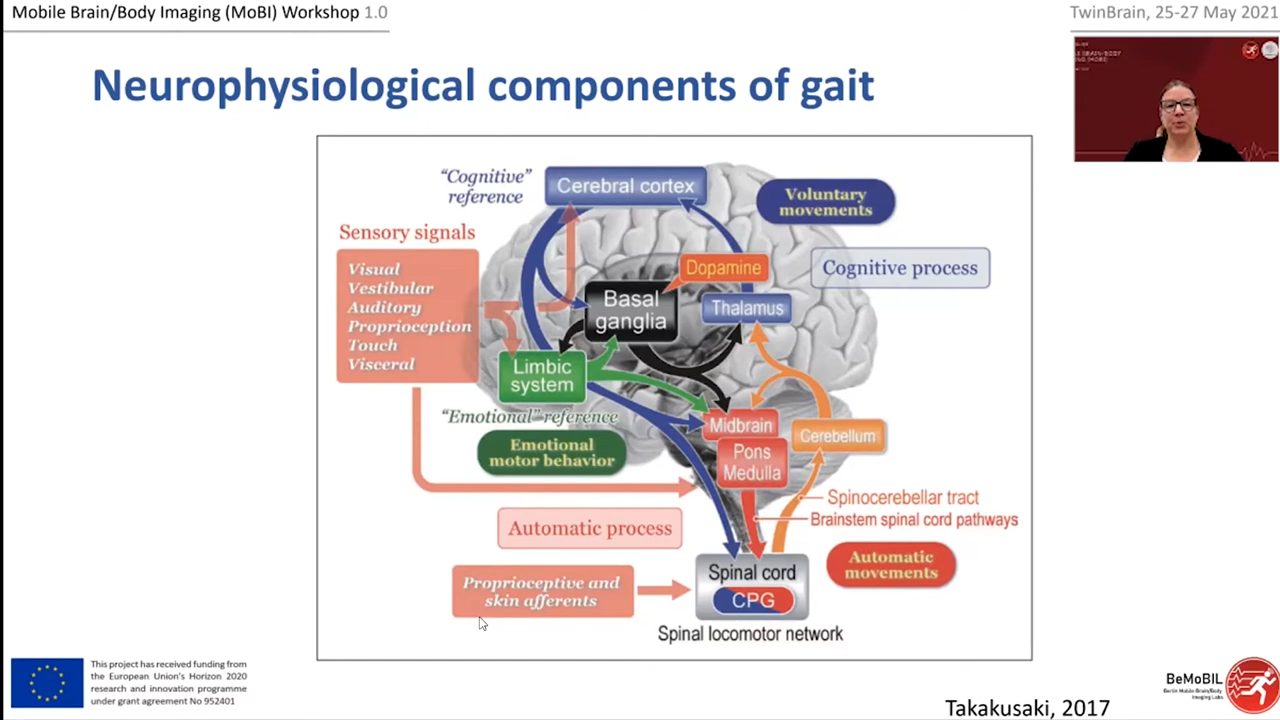 Mobile Brain/Body Imaging (MoBI) Workshop 1.0
TwinBrain, 25-27 May 2021
Neurophysiological components of gait
"Cognitive"
reference
Cerebral cortex
Voluntary
movements
Sensory signals
Visual
Vestibular
Auditory
Proprioception
Touch
Visceral
Dopamine
Cognitive process
Basal
ganglia
Thalamus
Limbic
system
"Emotional" reference
Emotional
motor behavior
Midbrain
Pons
Medulla
Cerebellum
Spinocerebellar tract
Brainstem spinal cord pathways
Automatic process
Automatic
movements
Proprioceptive and
skin afferents
Spinal cord
CPG
Spinal locomotor network
This project has received funding from
the European Union's Horizon 2020
research and innovation programme
under grant agreement No 952401
BeMoBIL
Berlin Mobile Brain/Body
Imaging Labs
Takakusaki, 2017